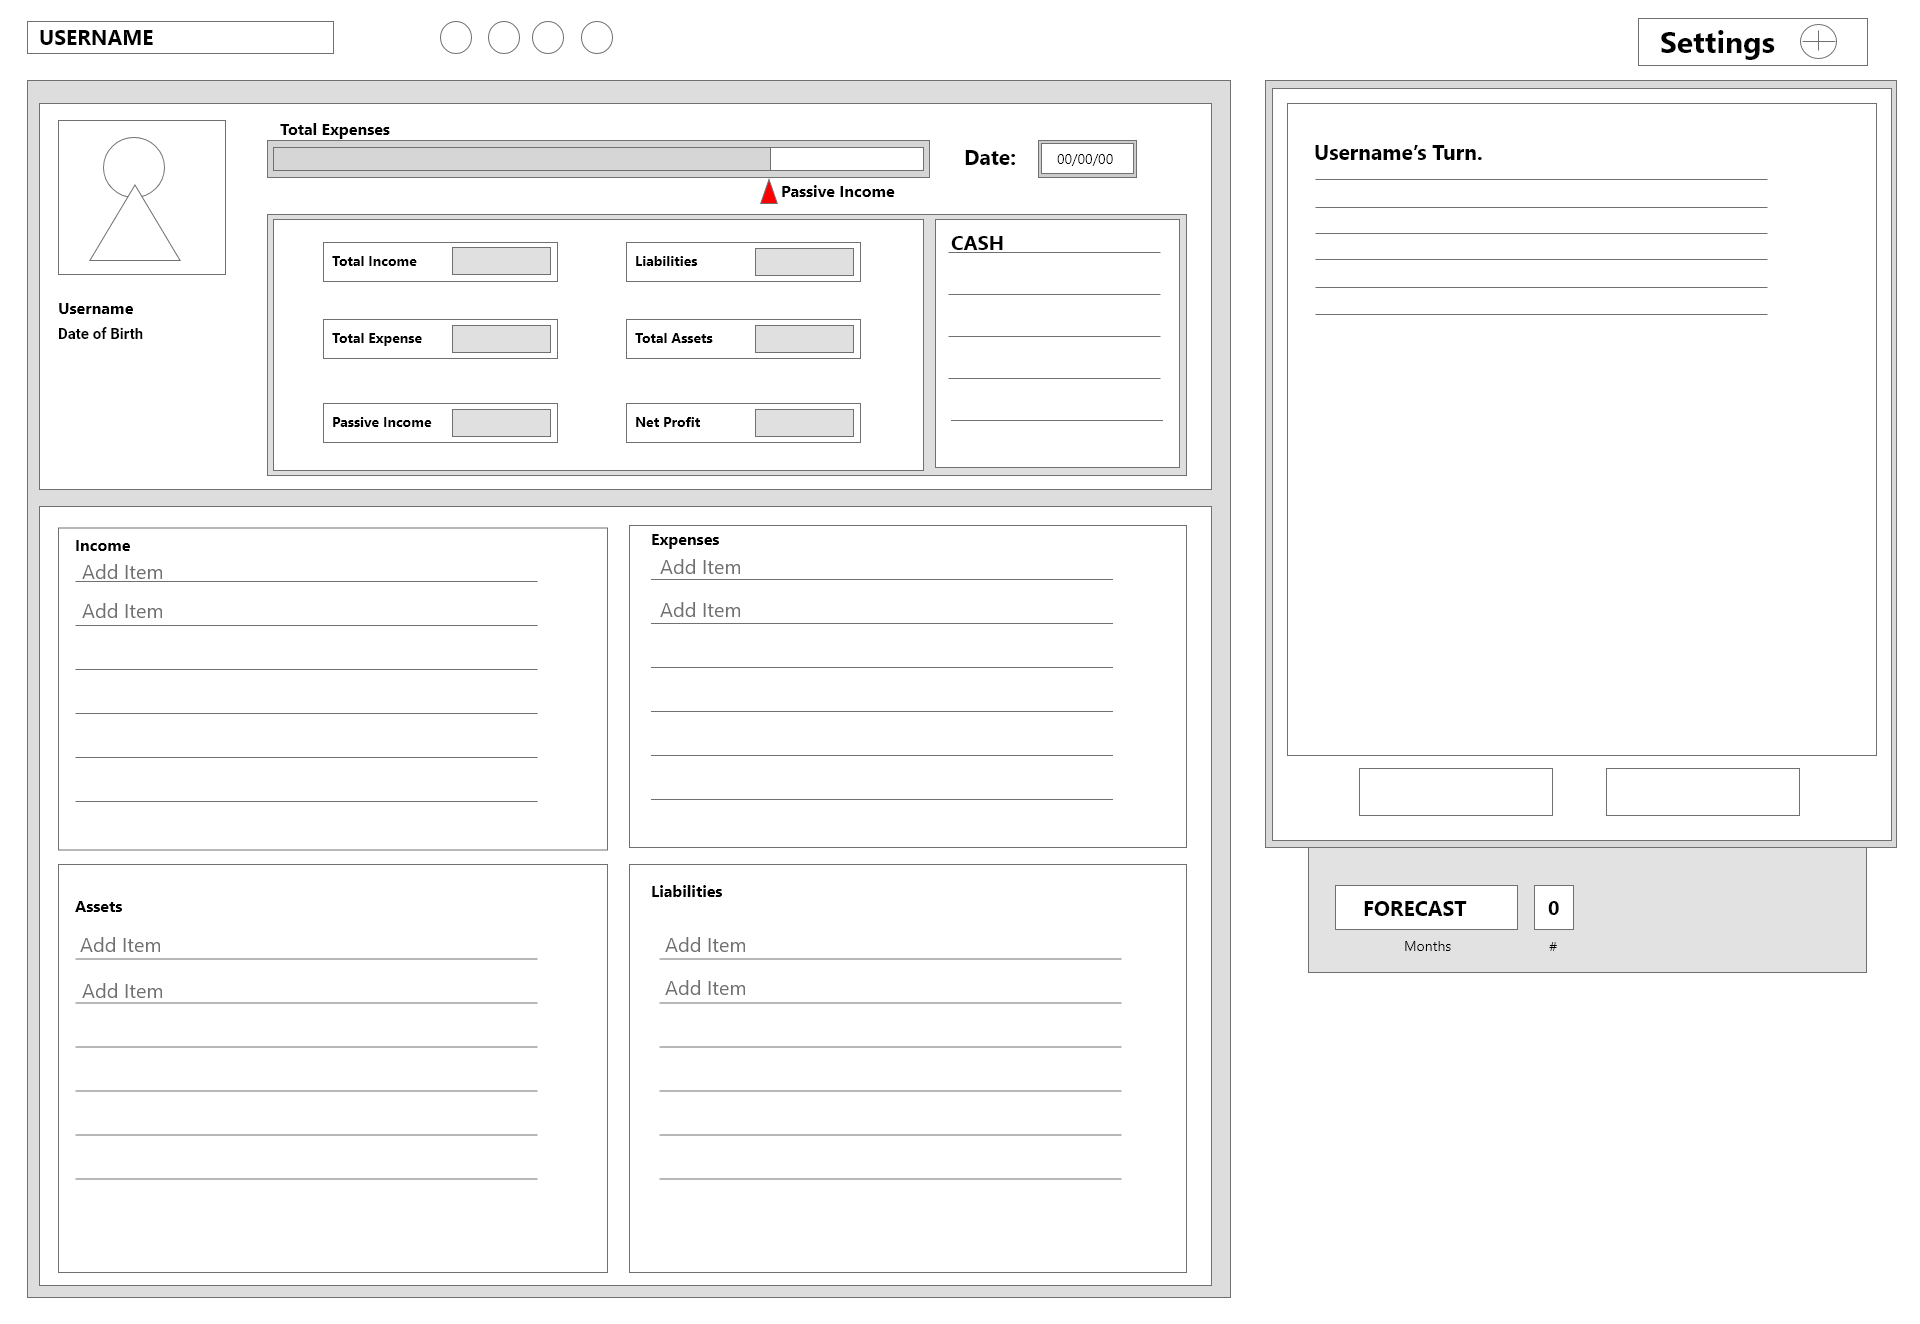 USERNAME
Settings
Total Expenses
Date:
00/00/00
Passive Income
Username
Date of Birth
Total Income
Liabilities
Total Expense
Total Assets
Passive Income
Net Profit
CASH
Income
Add Item
Add Item
Expenses
Add Item
Add Item
Assets
Add Item
Add Item
Liabilities
Add Item
Add Item
Username’s Turn.
FORECAST
0
Months
#